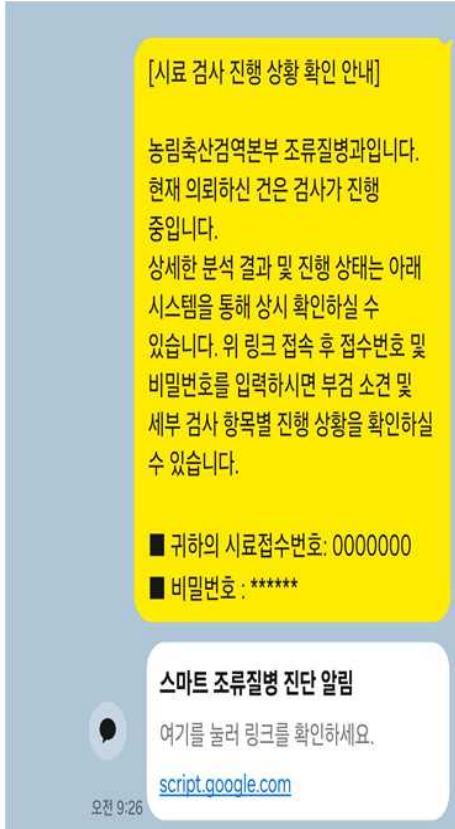 [시료 검사 진행 상황 확인 안내]
농림축산검역본부 조류질병과입니다.
현재 의뢰하신 건은 검사가 진행
중입니다.
상세한 분석 결과 및 진행 상태는 아래
시스템을 통해 상시 확인하실 수
있습니다. 위 링크 접속 후 접수번호 및
비밀번호를 입력하시면 부검 소견 및
세부 검사 항목별 진행 상황을 확인하실
수 있습니다.
■ 귀하의 시료접수번호: 0000000
■ 비밀번호 : ******
스마트 조류질병 진단 알림
여기를 눌러 링크를 확인하세요.
script.google.com
오전 9:26